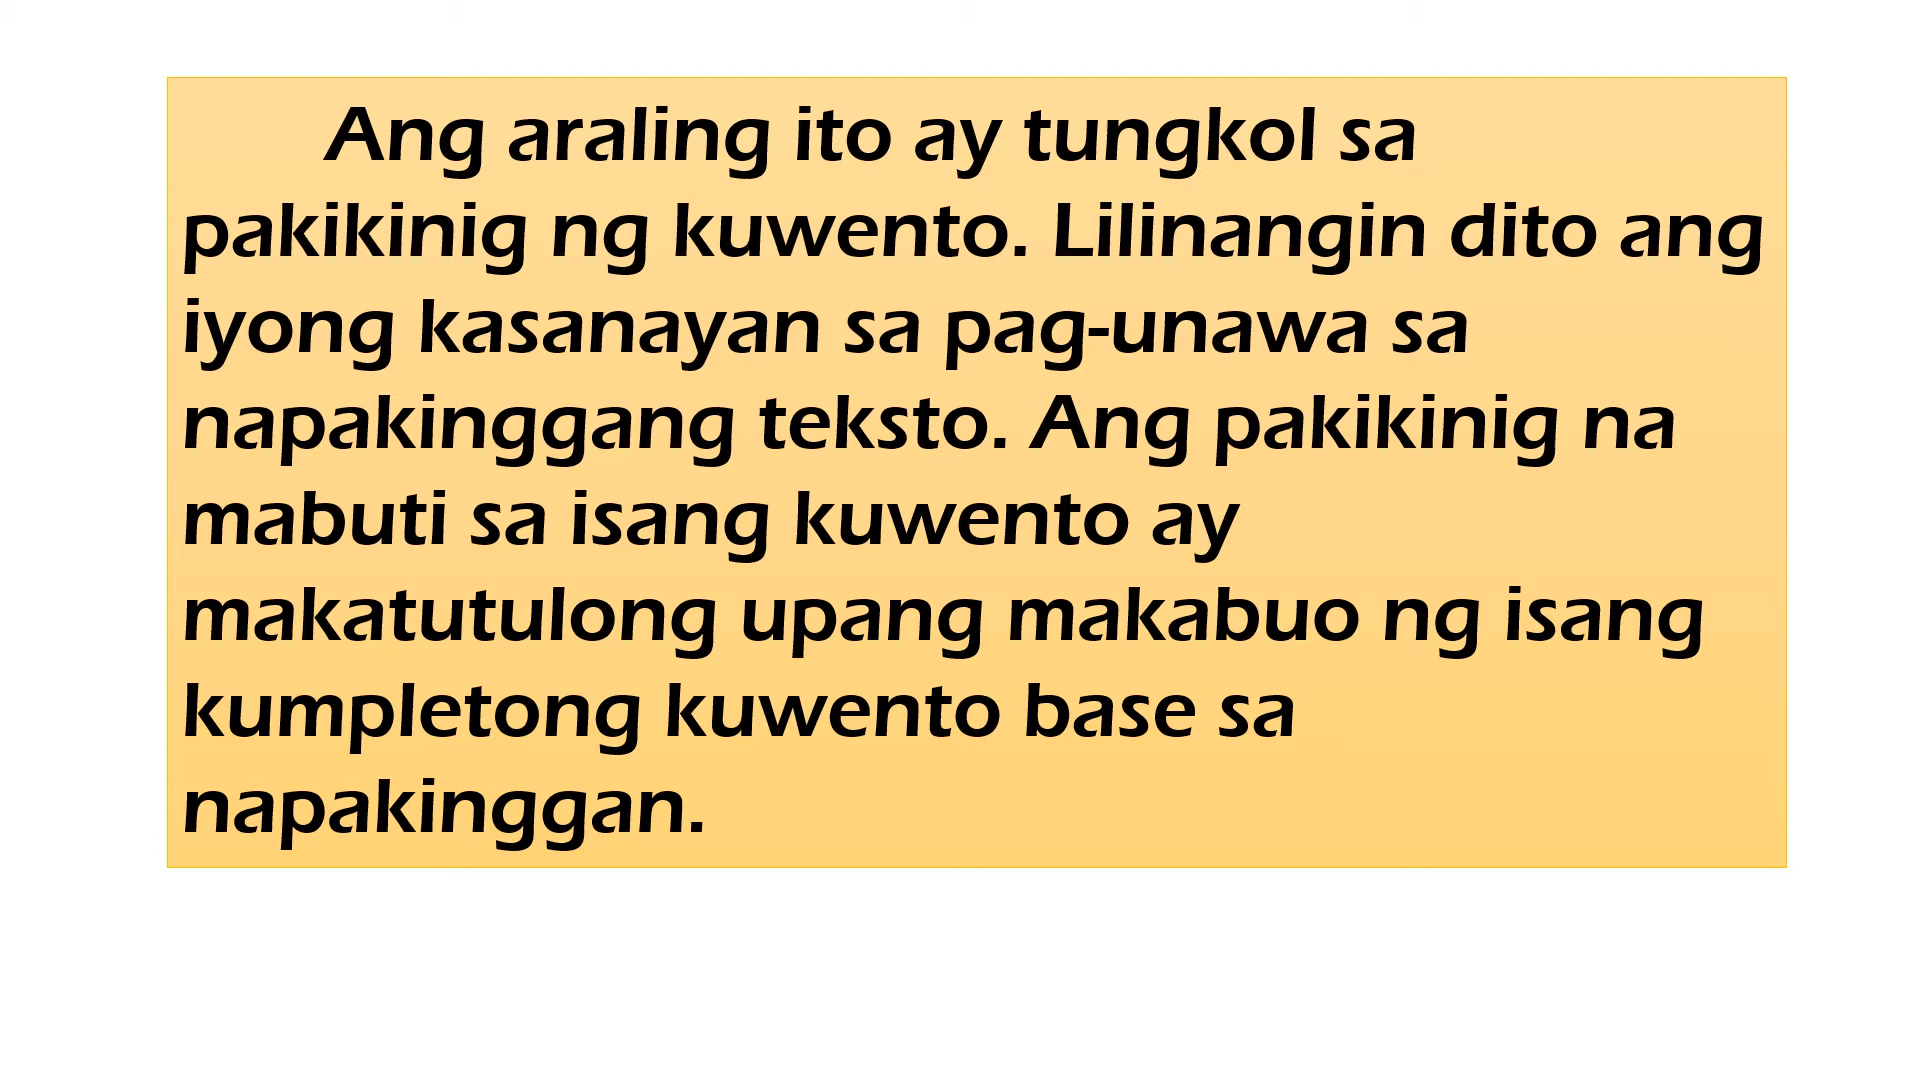 Ang araling ito ay tungkol sa
pakikinig ng kuwento. Lilinangin dito ang
iyong kasanayan sa pag-unawa sa
napakinggang teksto. Ang pakikinig na
mabuti sa isang kuwento ay
makatutulong upang makabuo ng isang
kumpletong kuwento base sa
napakinggan.